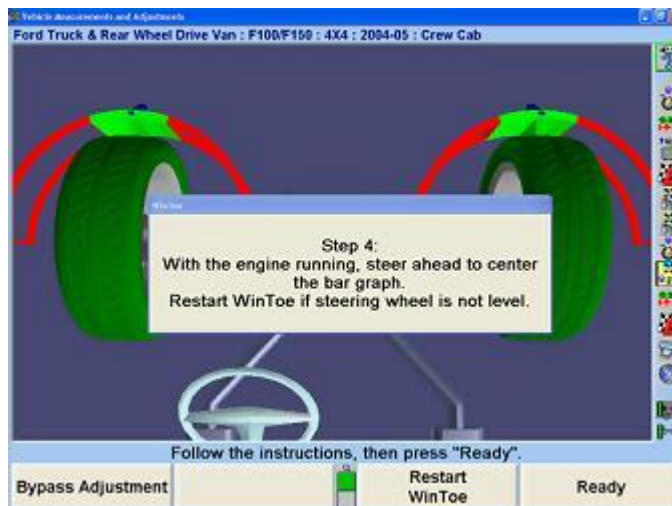 Vehicle Measurements and Adjustments
Ford Truck & Rear Wheel Drive Van : F100/F150 : 4X4 : 2004-05 : Crew Cab
WinToe
Step 4:
With the engine running, steer ahead to center
the bar graph.
Restart WinToe if steering wheel is not level.
Follow the instructions, then press "Ready".
Bypass Adjustment
Restart
WinToe
Ready